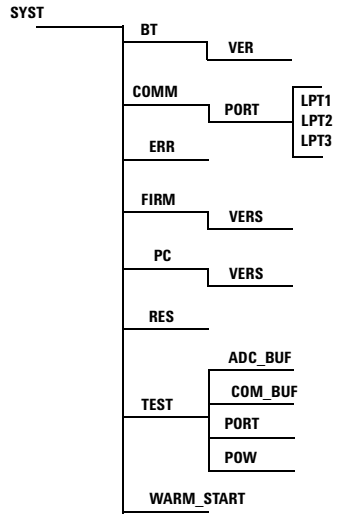 SYST
BT
VER
COMM
PORT
LPT1
LPT2
LPT3
ERR
FIRM
VERS
PC
VERS
RES
ADC_BUF
COM_BUF
TEST
PORT
POW
WARM_START